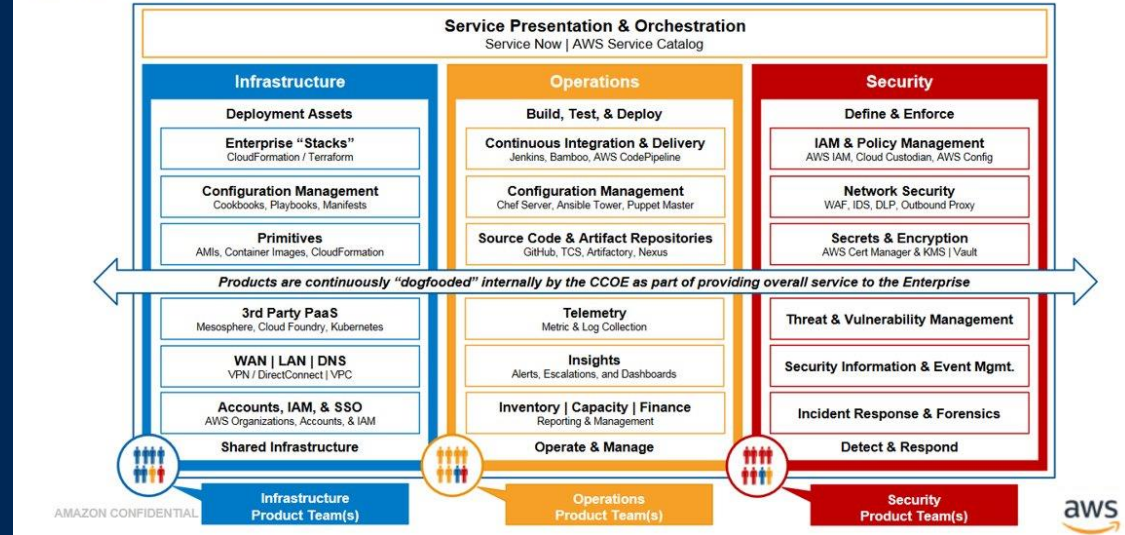 Service Presentation & Orchestration
Service Now | AWS Service Catalog
Infrastructure
Deployment Assets
Enterprise “Stacks”
CloudFormation / Terraform
Configuration Management
Cookbooks, Playbooks, Manifests
Primitives
AMIs, Container Images, CloudFormation
Operations
Build, Test, & Deploy
Continuous Integration & Delivery
Jenkins, Bamboo, AWS CodePipeline
Configuration Management
Chef Server, Ansible Tower, Puppet Master
Source Code & Artifact Repositories
GitHub, TCS, Artifactory, Nexus
Security
Define & Enforce
IAM & Policy Management
AWS IAM, Cloud Custodian, AWS Config
Network Security
WAF, IDS, DLP, Outbound Proxy
Secrets & Encryption
AWS Cert Manager & KMS | Vault
Products are continuously “dogfooded” internally by the CCOE as part of providing overall service to the Enterprise
3rd Party PaaS
Mesosphere, Cloud Foundry, Kubernetes
WAN | LAN | DNS
VPN / DirectConnect | VPC
Accounts, IAM, & SSO
AWS Organizations, Accounts, & IAM
Shared Infrastructure
Telemetry
Metric & Log Collection
Insights
Alerts, Escalations, and Dashboards
Inventory | Capacity | Finance
Reporting & Management
Operate & Manage
Threat & Vulnerability Management
Security Information & Event Mgmt.
Incident Response & Forensics
Detect & Respond
Infrastructure
Product Team(s)
Operations
Product Team(s)
Security
Product Team(s)
AMAZON CONFIDENTIAL
aws